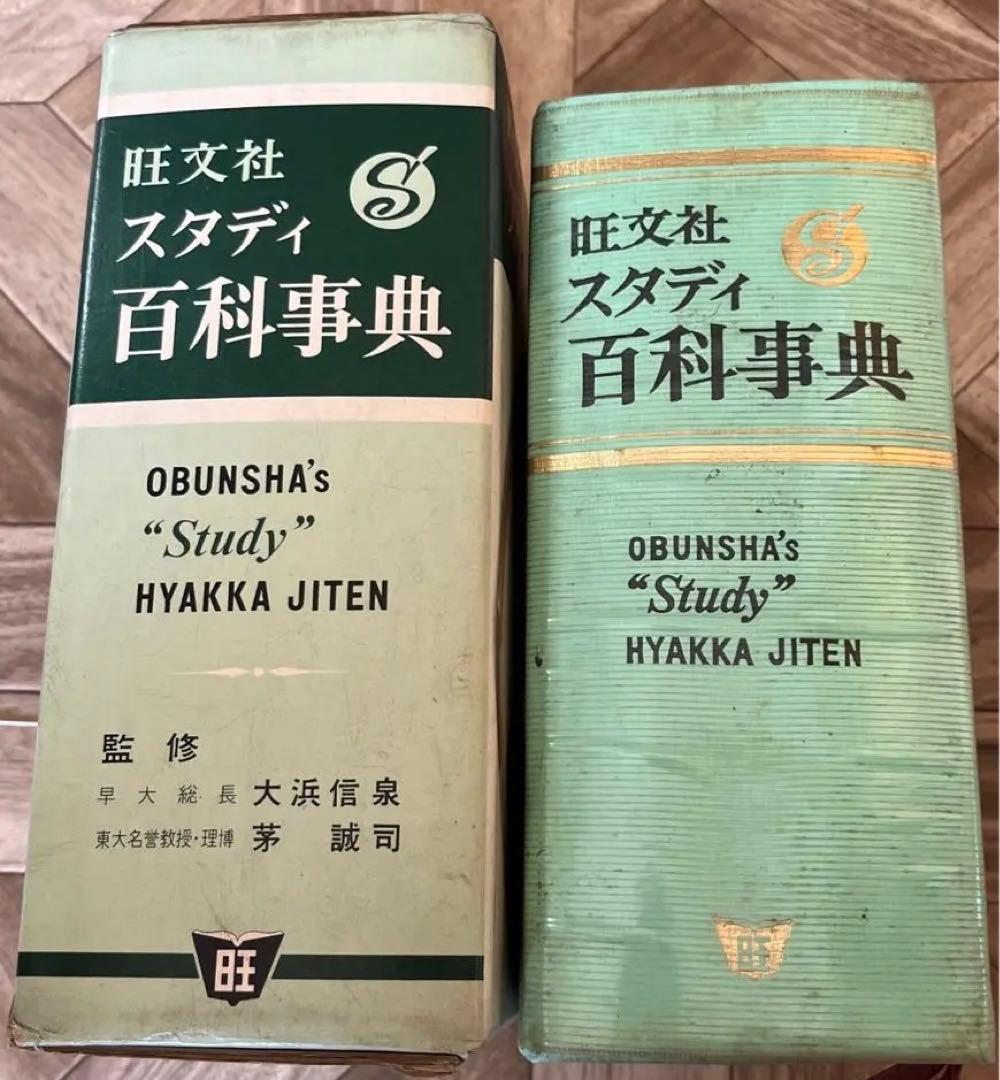 旺文社
スタディ
百科事典
S
OBUNSHA's
“Study”
HYAKKA JITEN
監修
早大総長 大浜信泉
東大名誉教授・理博 茅誠司
旺
旺文社
スタディ
百科事典
S
OBUNSHA's
“Study”
HYAKKA JITEN
旺